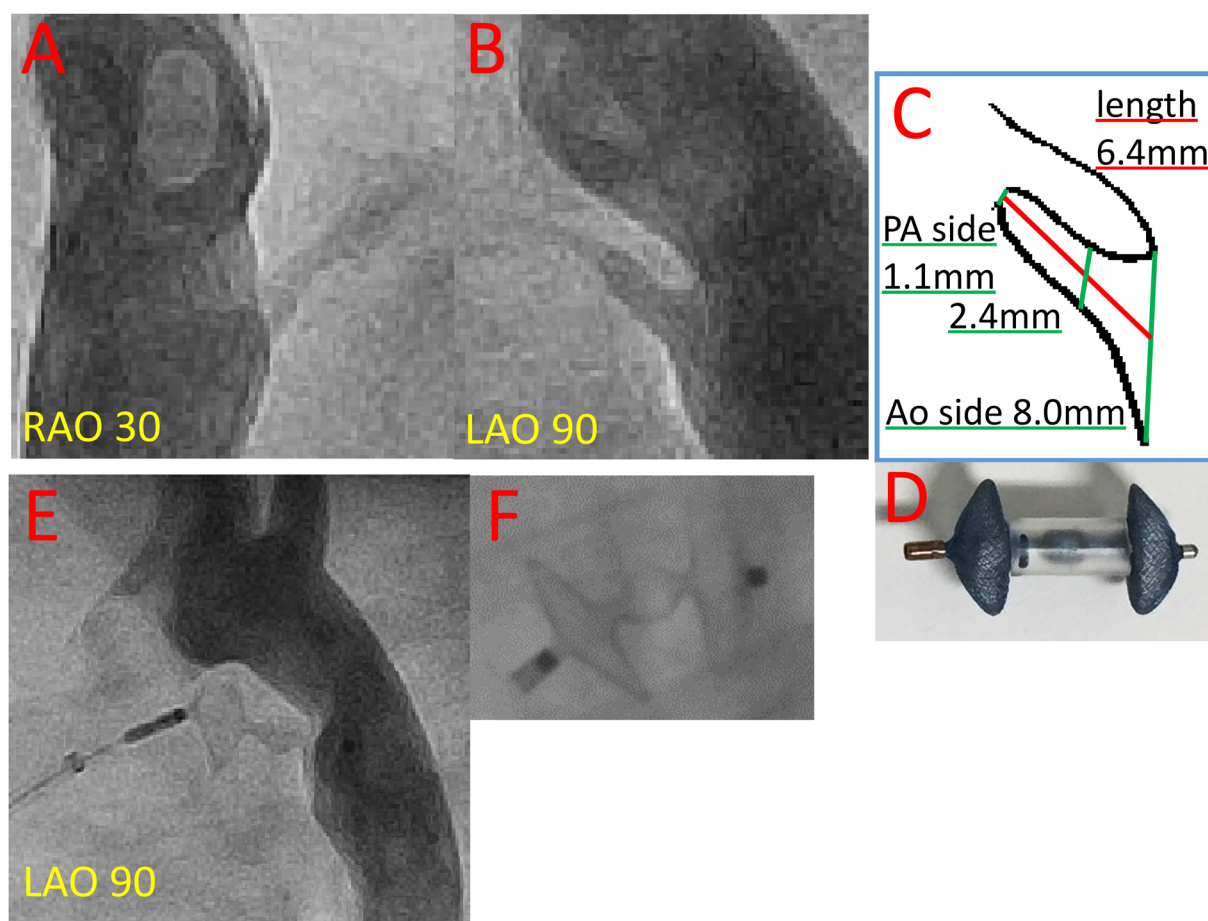 A
RAO 30
B
LAO 90
C
length
6.4mm
PA side
1.1mm
2.4mm
Ao side 8.0mm
D
E
LAO 90
F